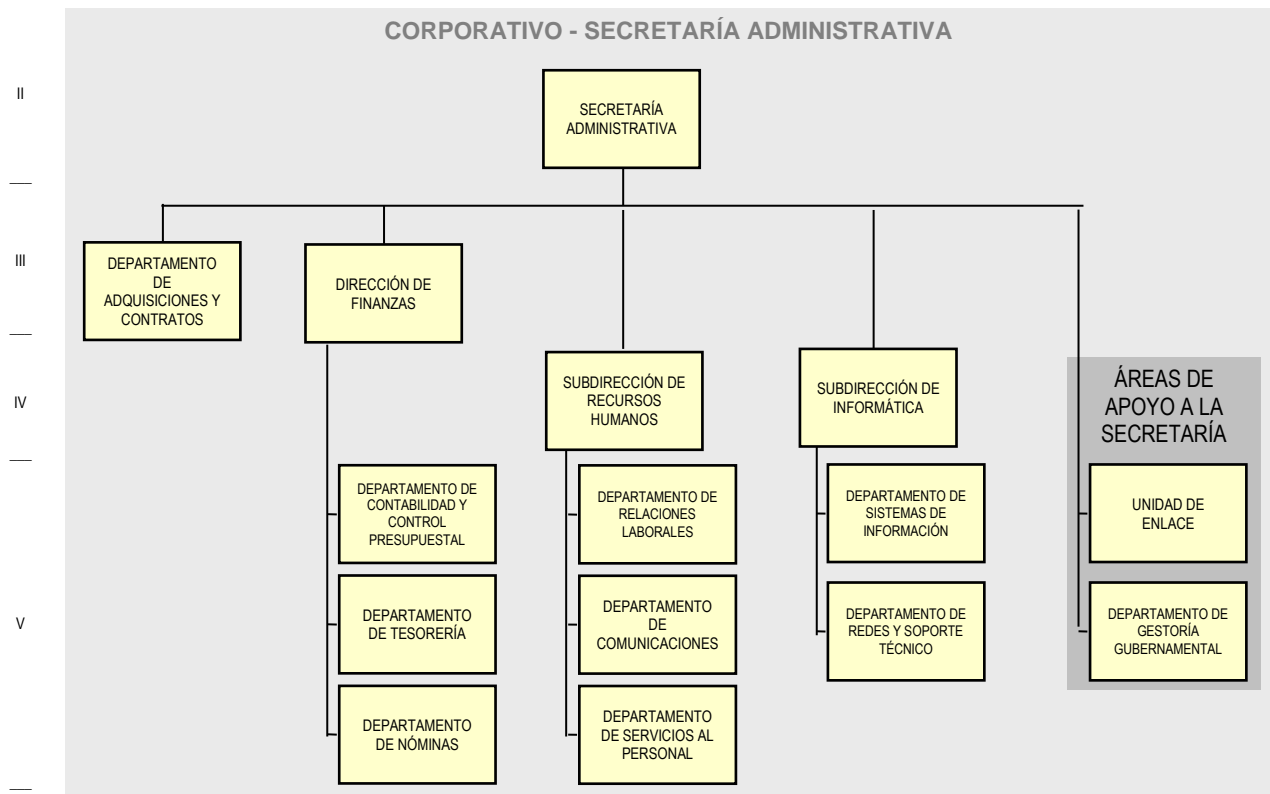 CORPORATIVO - SECRETARÍA ADMINISTRATIVA
II
SECRETARÍA
ADMINISTRATIVA
III
DEPARTAMENTO
DE
ADQUISICIONES Y
CONTRATOS
DIRECCIÓN DE
FINANZAS
IV
SUBDIRECCIÓN DE
RECURSOS
HUMANOS
SUBDIRECCIÓN DE
INFORMÁTICA
ÁREAS DE
APOYO A LA
SECRETARÍA
V
DEPARTAMENTO DE
CONTABILIDAD Y
CONTROL
PRESUPUESTAL
DEPARTAMENTO DE
RELACIONES
LABORALES
DEPARTAMENTO DE
SISTEMAS DE
INFORMACIÓN
UNIDAD DE
ENLACE
DEPARTAMENTO
DE TESORERÍA
DEPARTAMENTO
DE
COMUNICACIONES
DEPARTAMENTO DE
REDES Y SOPORTE
TÉCNICO
DEPARTAMENTO DE
GESTORÍA
GUBERNAMENTAL
DEPARTAMENTO
DE NÓMINAS
DEPARTAMENTO
DE SERVICIOS AL
PERSONAL